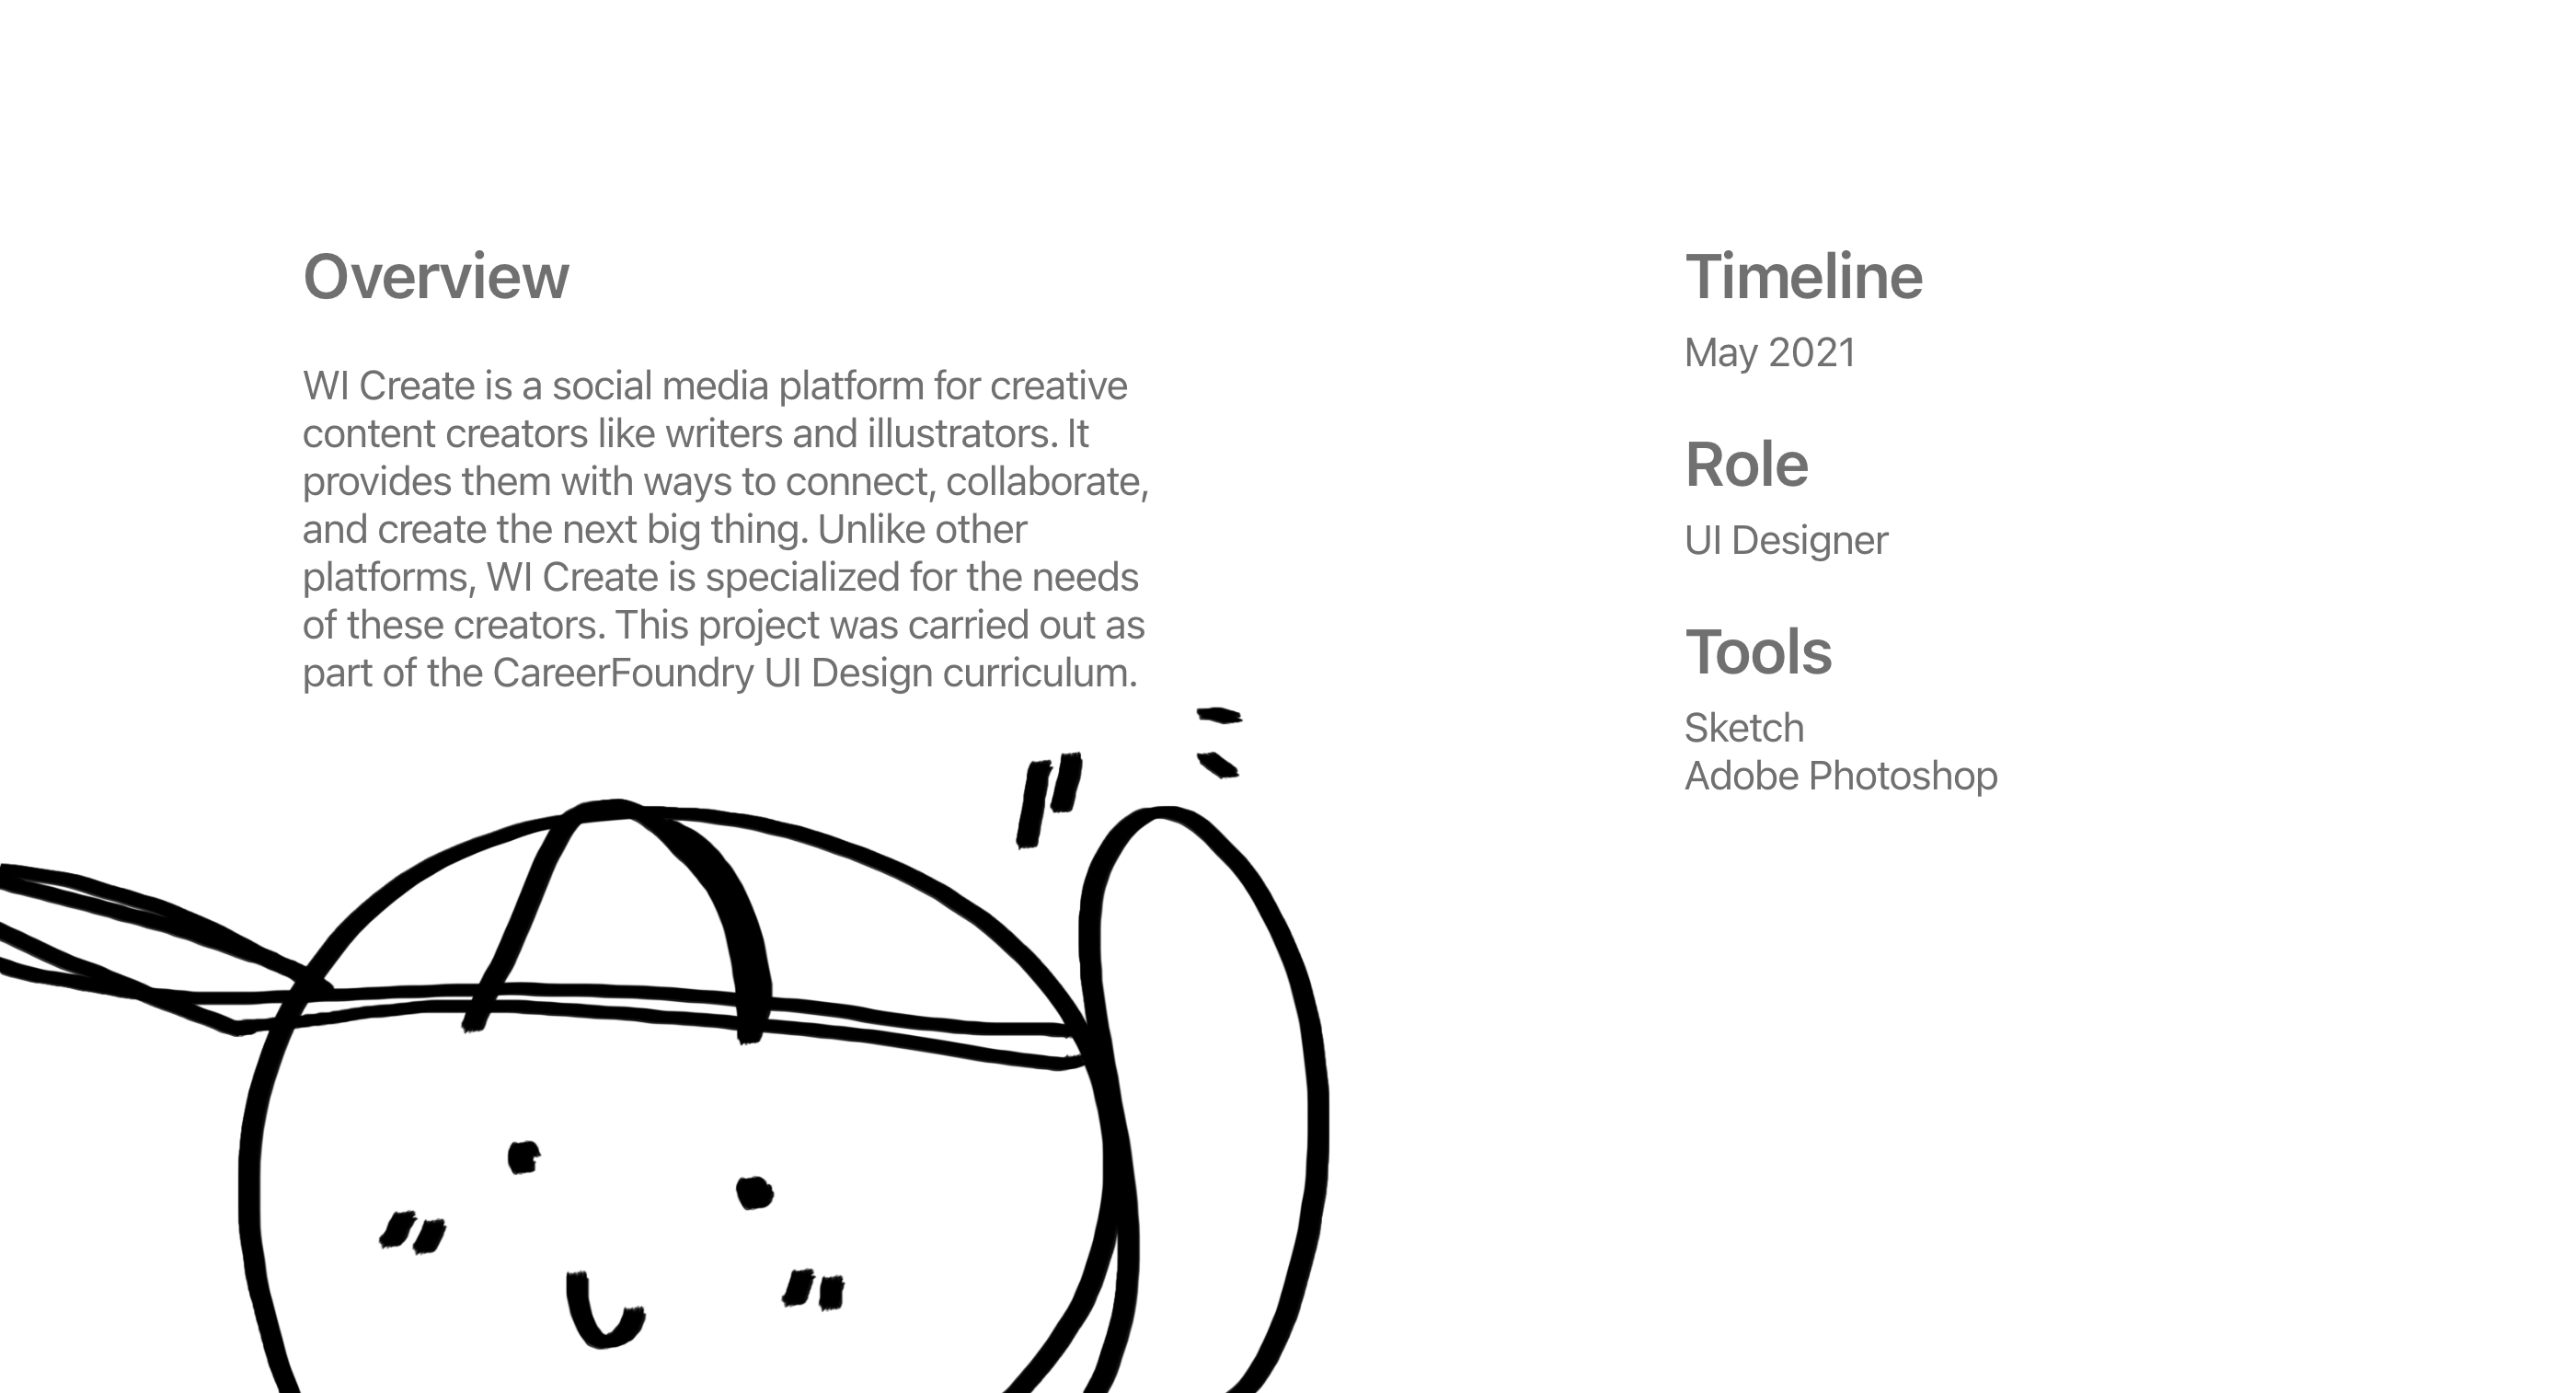 Overview
WI Create is a social media platform for creative
content creators like writers and illustrators. It
provides them with ways to connect, collaborate,
and create the next big thing. Unlike other
platforms, WI Create is specialized for the needs
of these creators. This project was carried out as
part of the CareerFoundry UI Design curriculum.
Timeline
May 2021
Role
UI Designer
Tools
Sketch
Adobe Photoshop